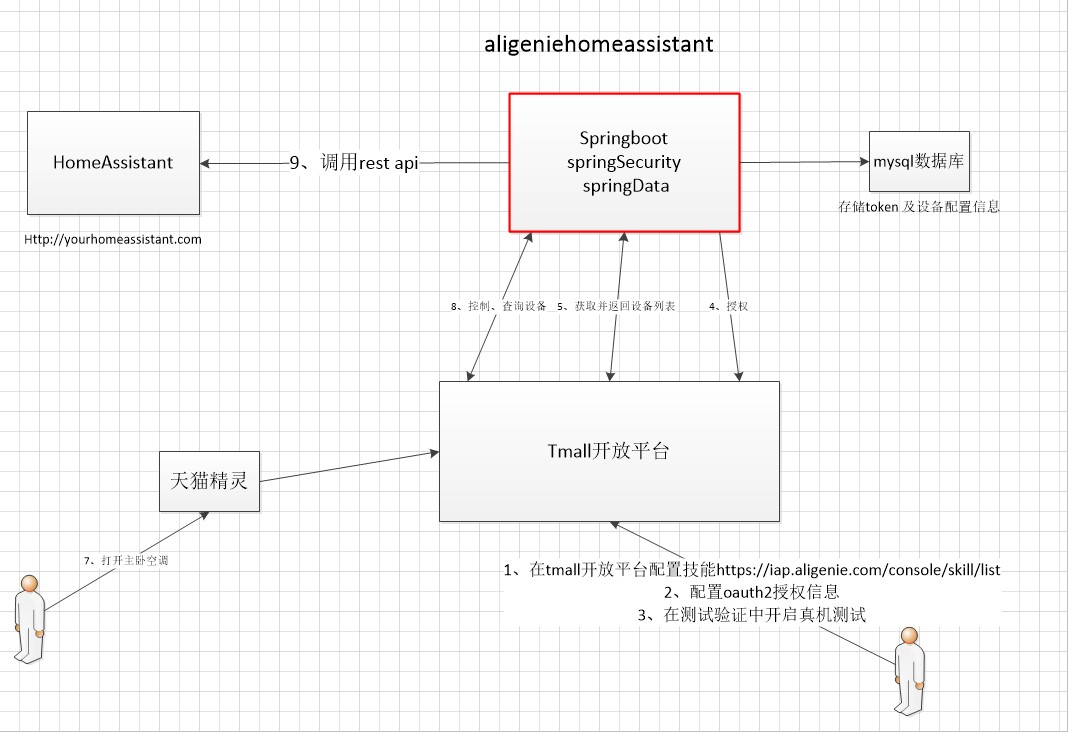 aligeniehomeassistant
HomeAssistant
Http://yourhomeassistant.com
9、调用rest api
Springboot
springSecurity
springData
mysql数据库
存储token 及设备配置信息
8、控制、查询设备
5、获取并返回设备列表
4、授权
Tmall开放平台
天猫精灵
7、打开主卧空调
1、在tmall开放平台配置技能https://iap.aligenie.com/console/skill/list
2、配置oauth2授权信息
3、在测试验证中开启真机测试